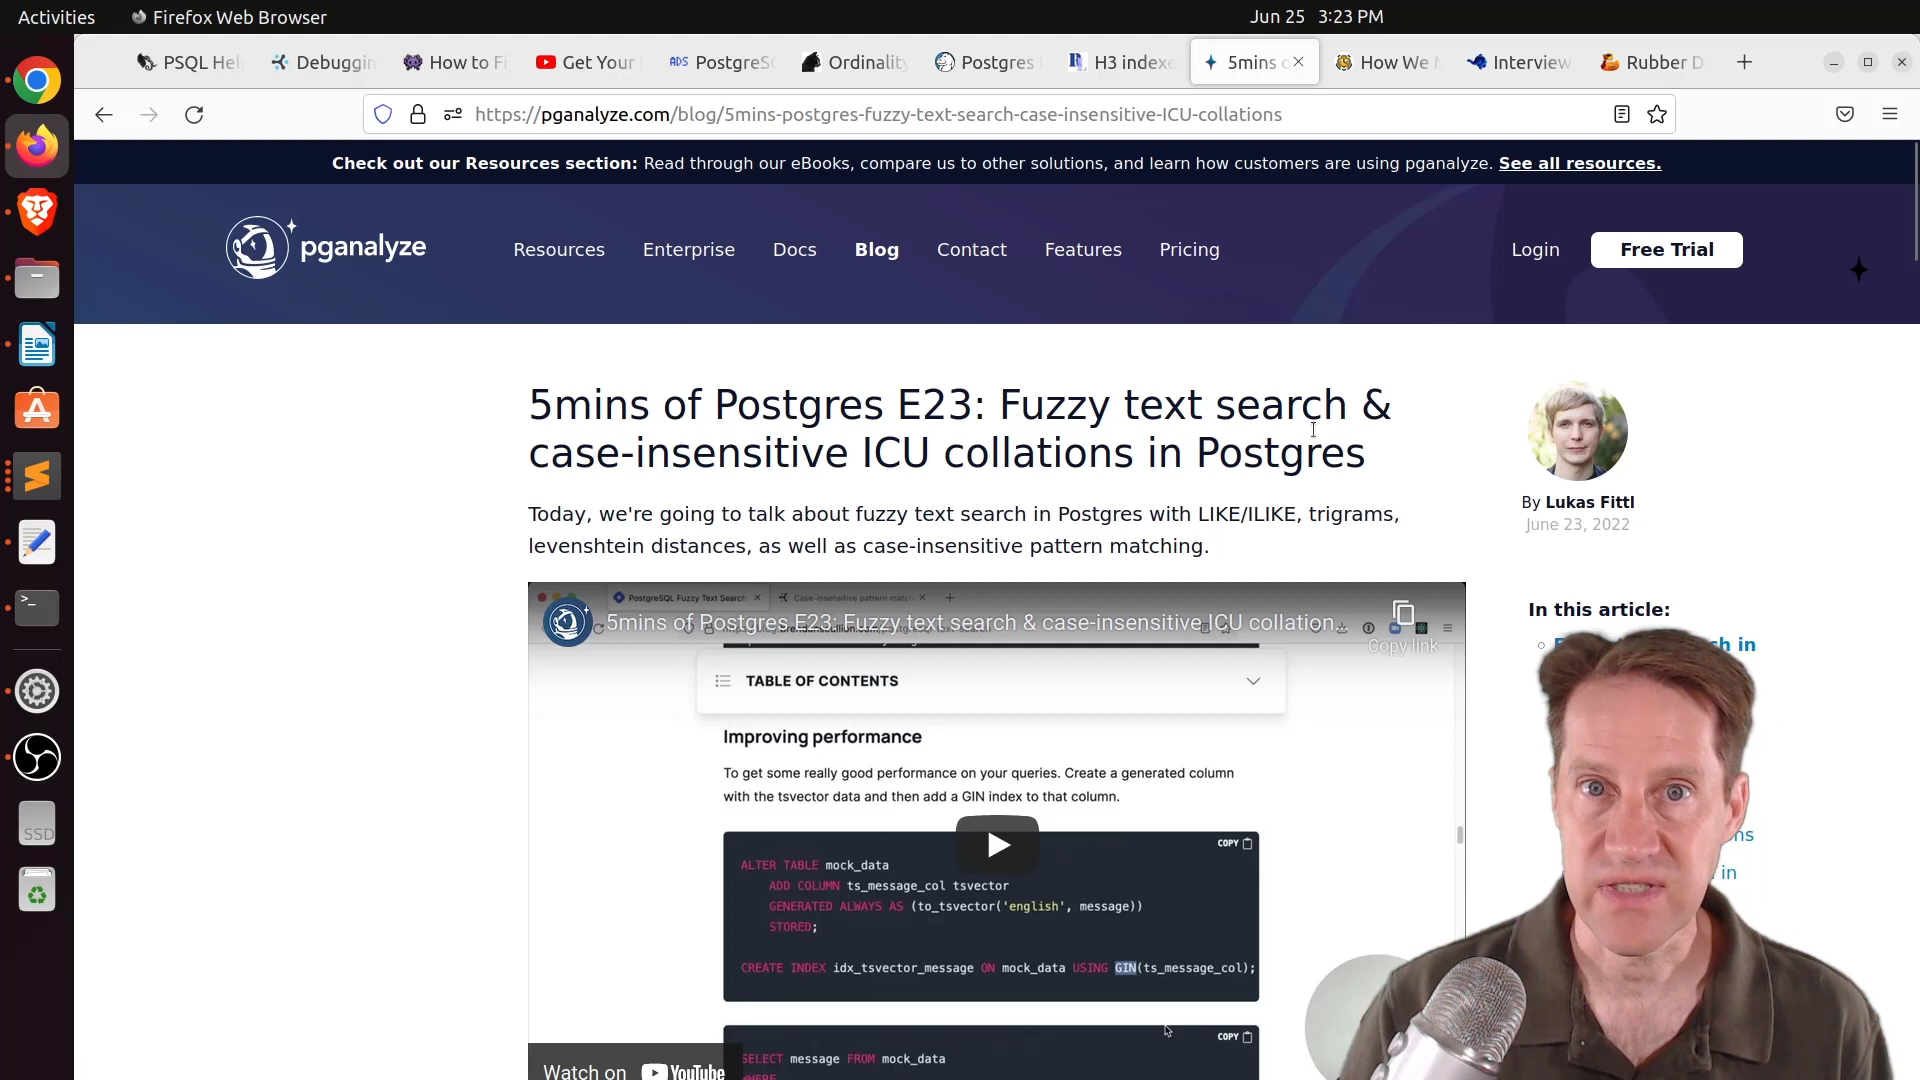 Activities Firefox Web Browser Jun 25 3:23 PM
PSQL Hel Debuggin How to Fi Get Your ADS PostgreSQ Ordinality Postgres H3 indexe 5mins o How We Interview Rubber D
https://pganalyze.com/blog/5mins-postgres-fuzzy-text-search-case-insensitive-ICU-collations
Check out our Resources section: Read through our eBooks, compare us to other solutions, and learn how customers are using pganalyze. See all resources.
pganalyze Resources Enterprise Docs Blog Contact Features Pricing Login Free Trial
5mins of Postgres E23: Fuzzy text search &
case-insensitive ICU collations in Postgres
By Lukas Fittl
June 23, 2022
Today, we're going to talk about fuzzy text search in Postgres with LIKE/ILIKE, trigrams,
levenshtein distances, as well as case-insensitive pattern matching.
In this article:
ch in
ns
in
PostgreSQL Fuzzy Text Search Case-insensitive pattern match
5mins of Postgres E23: Fuzzy text search & case-insensitive ICU collation...
Copy link
TABLE OF CONTENTS
Improving performance
To get some really good performance on your queries. Create a generated column
with the tsvector data and then add a GIN index to that column.
COPY
ALTER TABLE mock_data
ADD COLUMN ts_message_col tsvector
GENERATED ALWAYS AS (to_tsvector('english', message))
STORED;
CREATE INDEX idx_tsvector_message ON mock_data USING GIN(ts_message_col);
COPY
SELECT message FROM mock_data
WHERE
Watch on YouTube
SSD